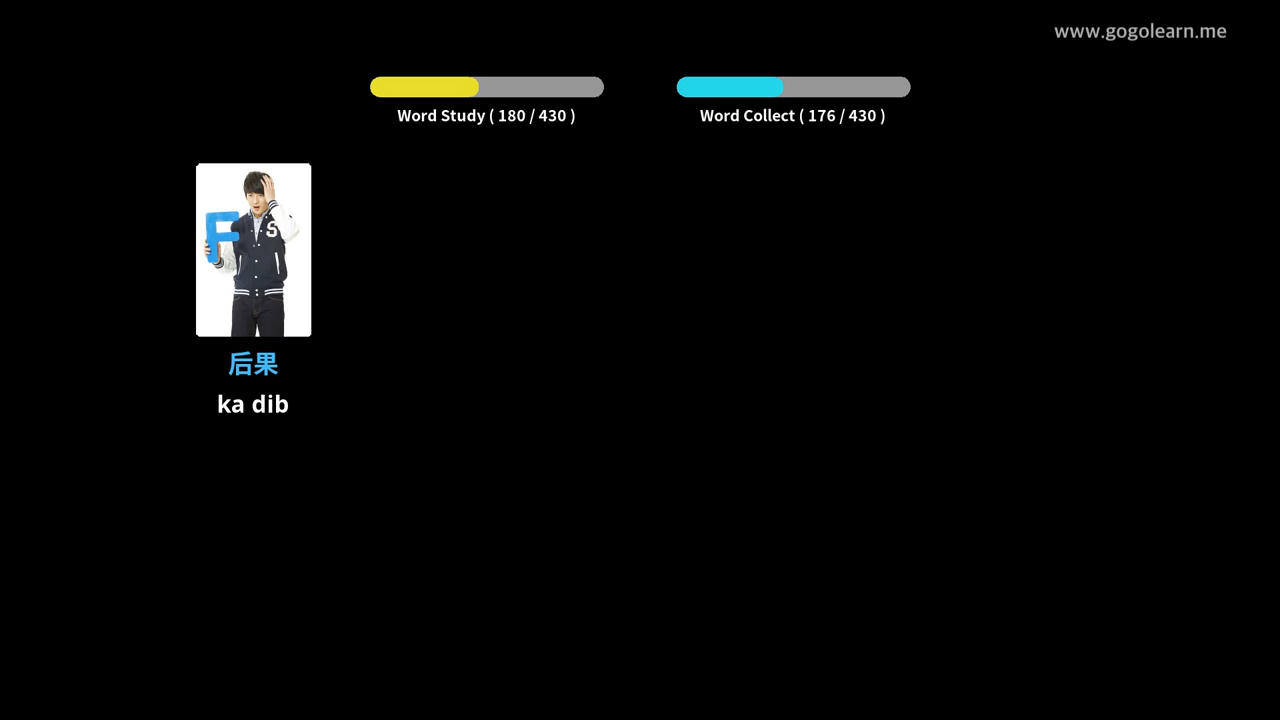 www.gogolearn.me
Word Study ( 180 / 430 )
Word Collect ( 176 / 430 )
F
S
后果
ka dib